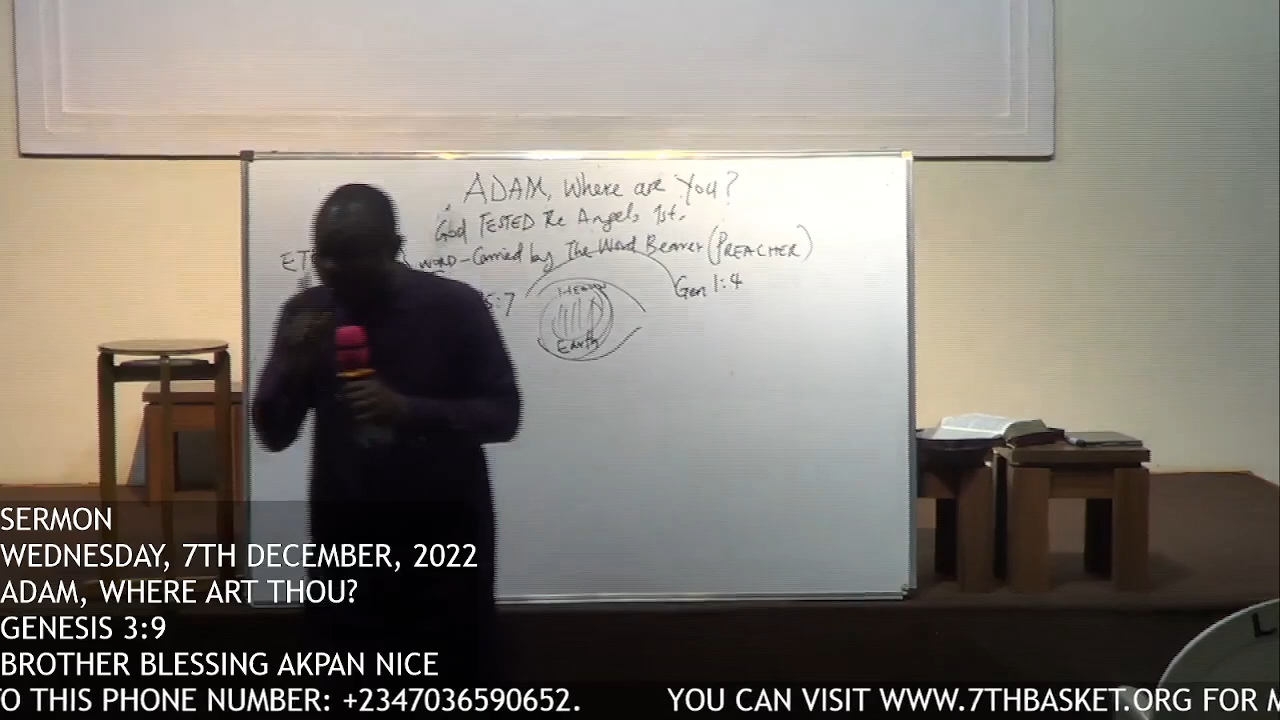 ADAM, Where are You?
God TESTED The Angels 1st.
WORD - Carried by The Word Bearer (PREACHER)
5:7
Gen 1:4
Heaven
Earth
SERMON
WEDNESDAY, 7TH DECEMBER, 2022
ADAM, WHERE ART THOU?
GENESIS 3:9
BROTHER BLESSING AKPAN NICE
O THIS PHONE NUMBER: +2347036590652. YOU CAN VISIT WWW.7THBASKET.ORG FOR M